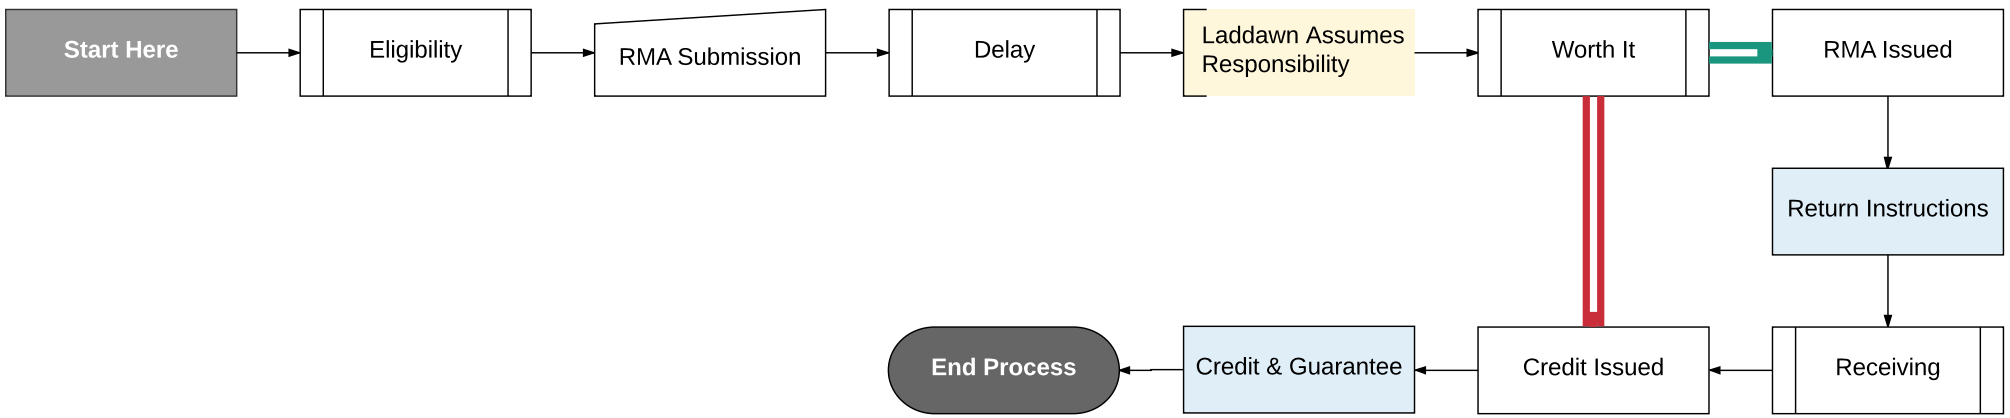 Start Here
Eligibility
RMA Submission
Delay
Laddawn Assumes
Responsibility
Worth It
RMA Issued
Return Instructions
End Process
Credit & Guarantee
Credit Issued
Receiving